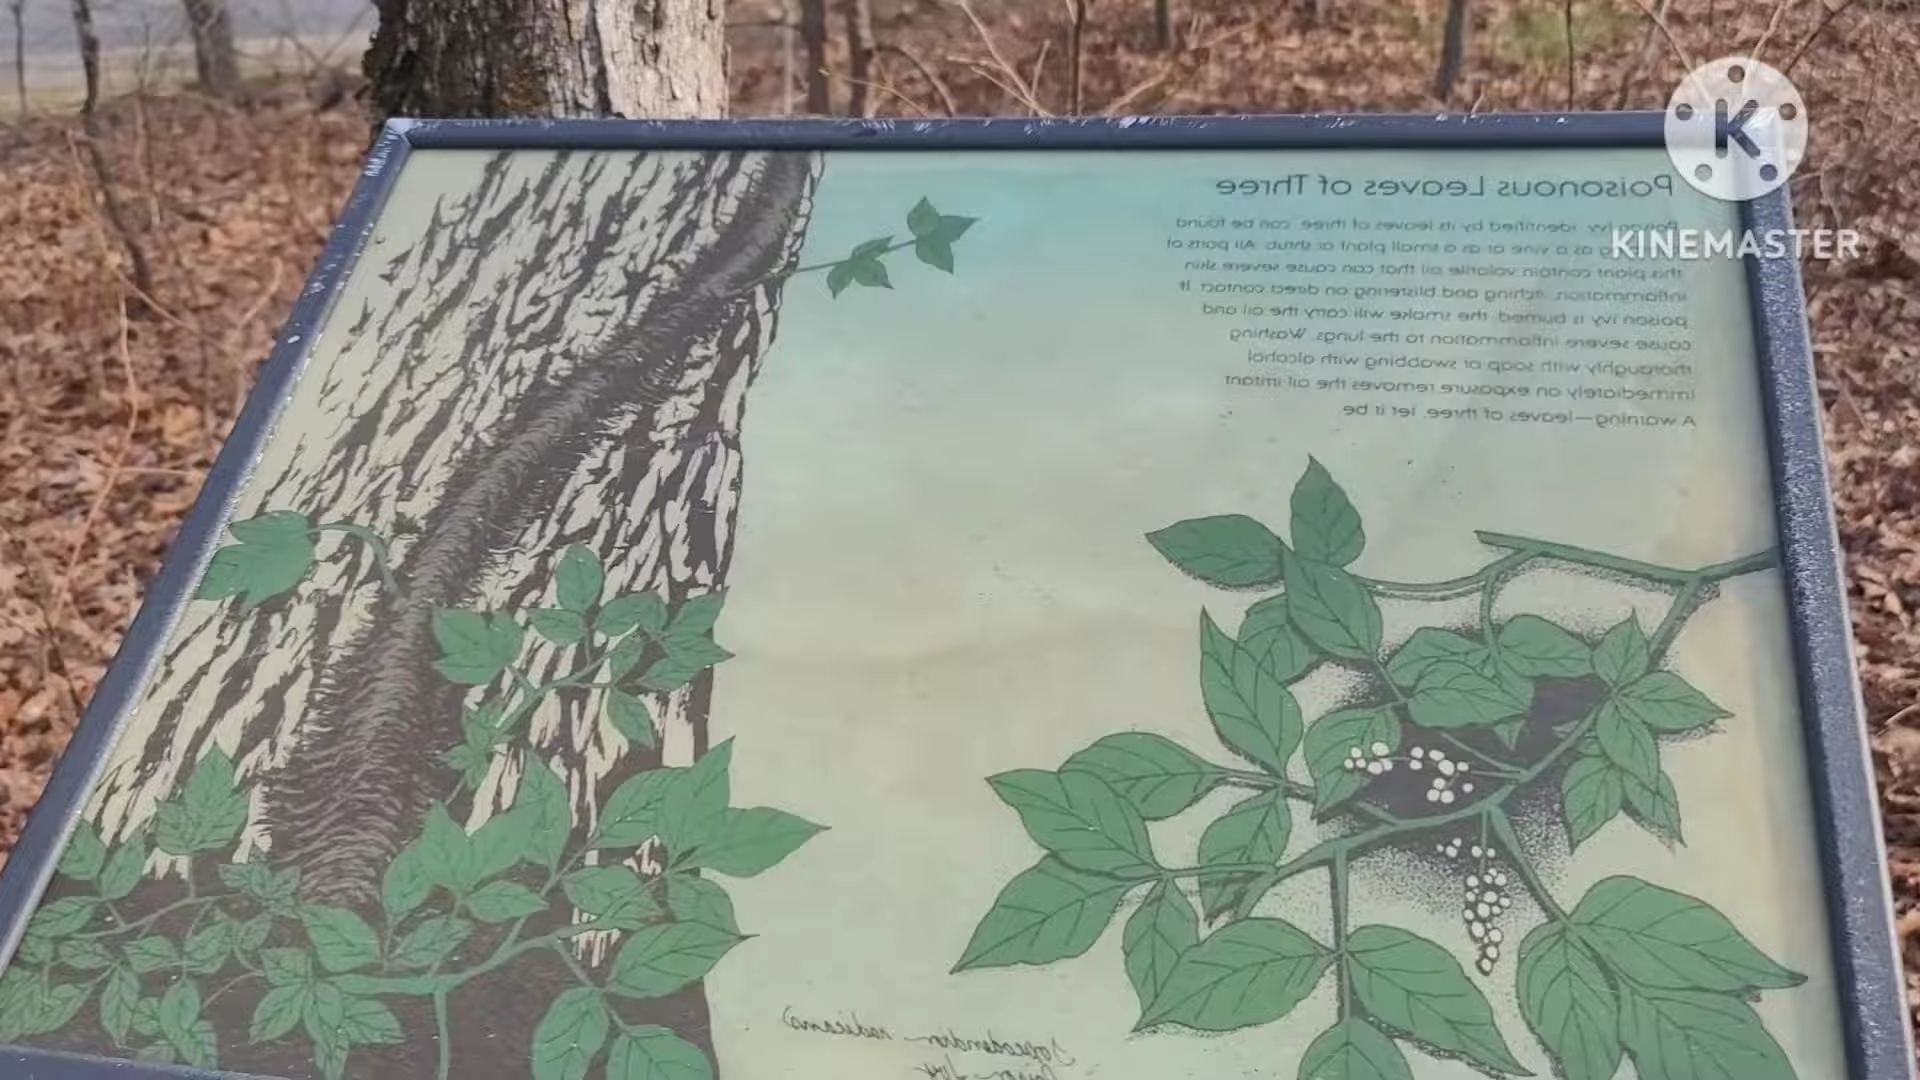 Poisonous Leaves of Three
Poison Ivy, identified by its leaves of three, can be found
as a vine or as a small plant or shrub. All parts of
this plant contain volatile oil that can cause severe skin
inflammation, itching and blistering on direct contact. If
poison ivy is burned, the smoke will carry the oil and
cause severe inflammation to the lungs. Washing
thoroughly with soap or swabbing with alcohol
immediately on exposure removes the oil irritant.
A warning—leaves of three, let it be.
K
KINEMASTER
radicans)